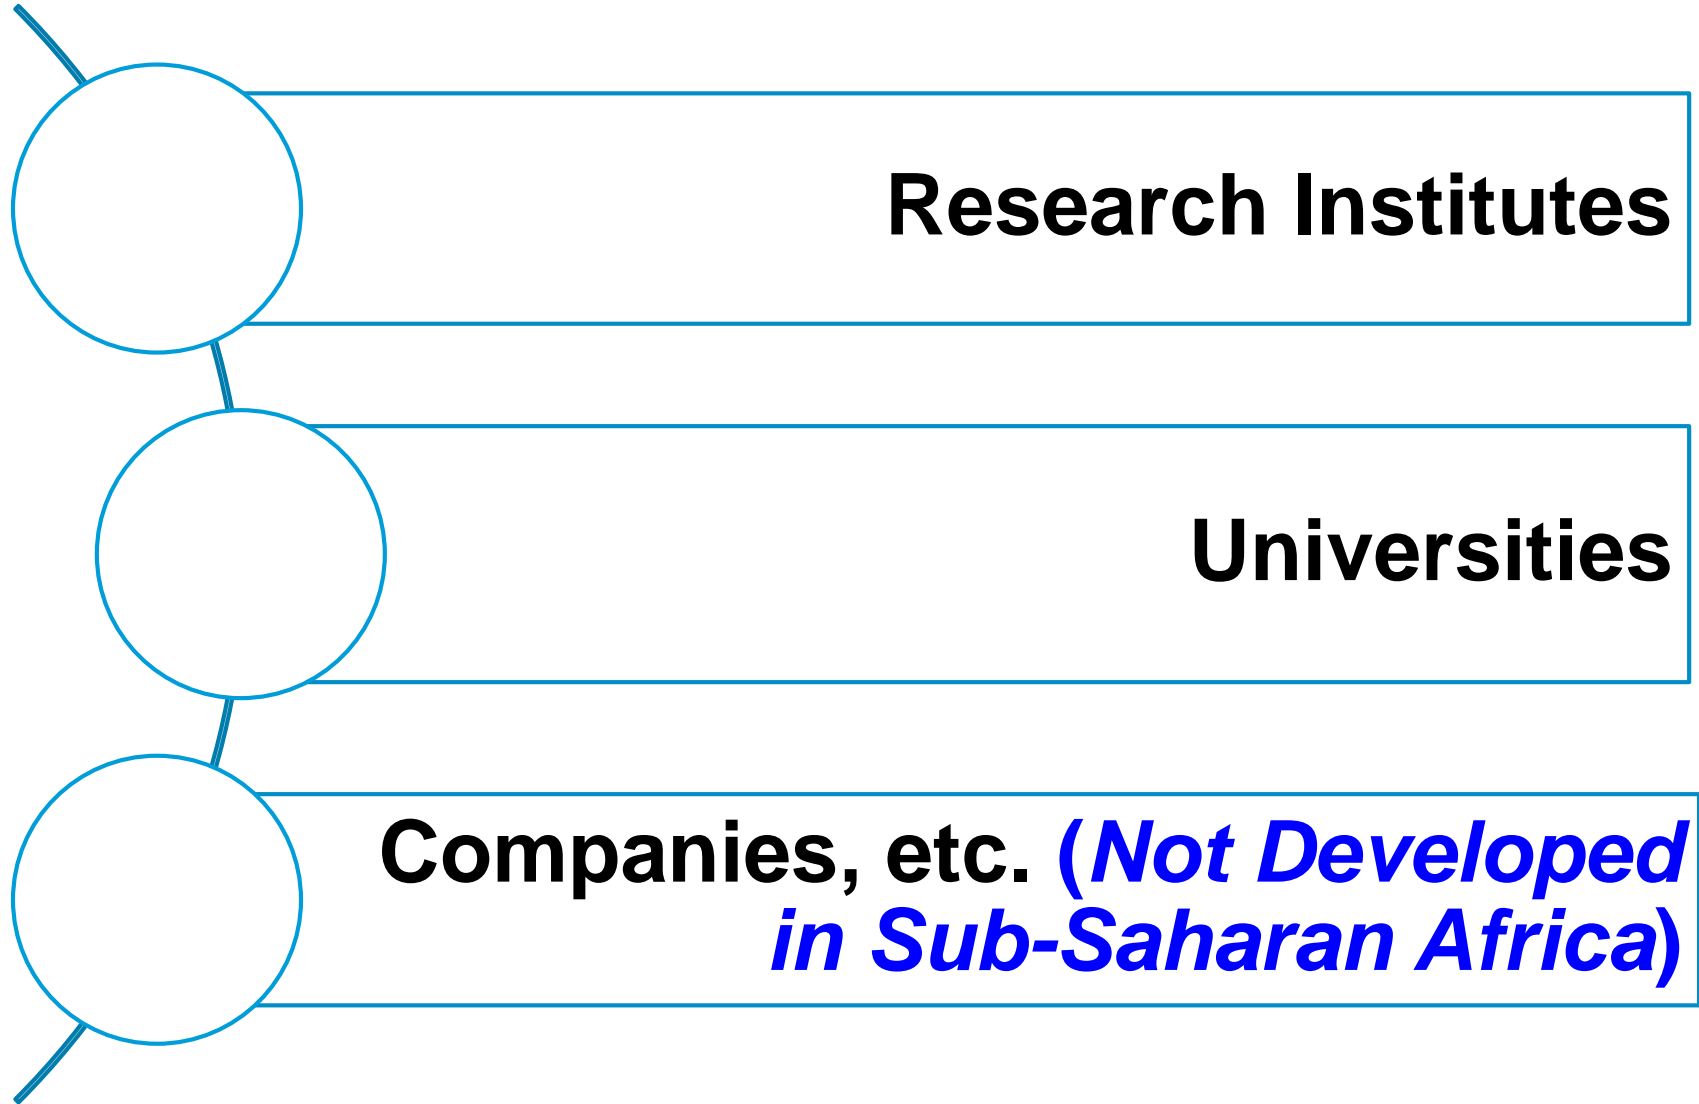 Research Institutes
Universities
Companies, etc. (Not Developed
in Sub-Saharan Africa)